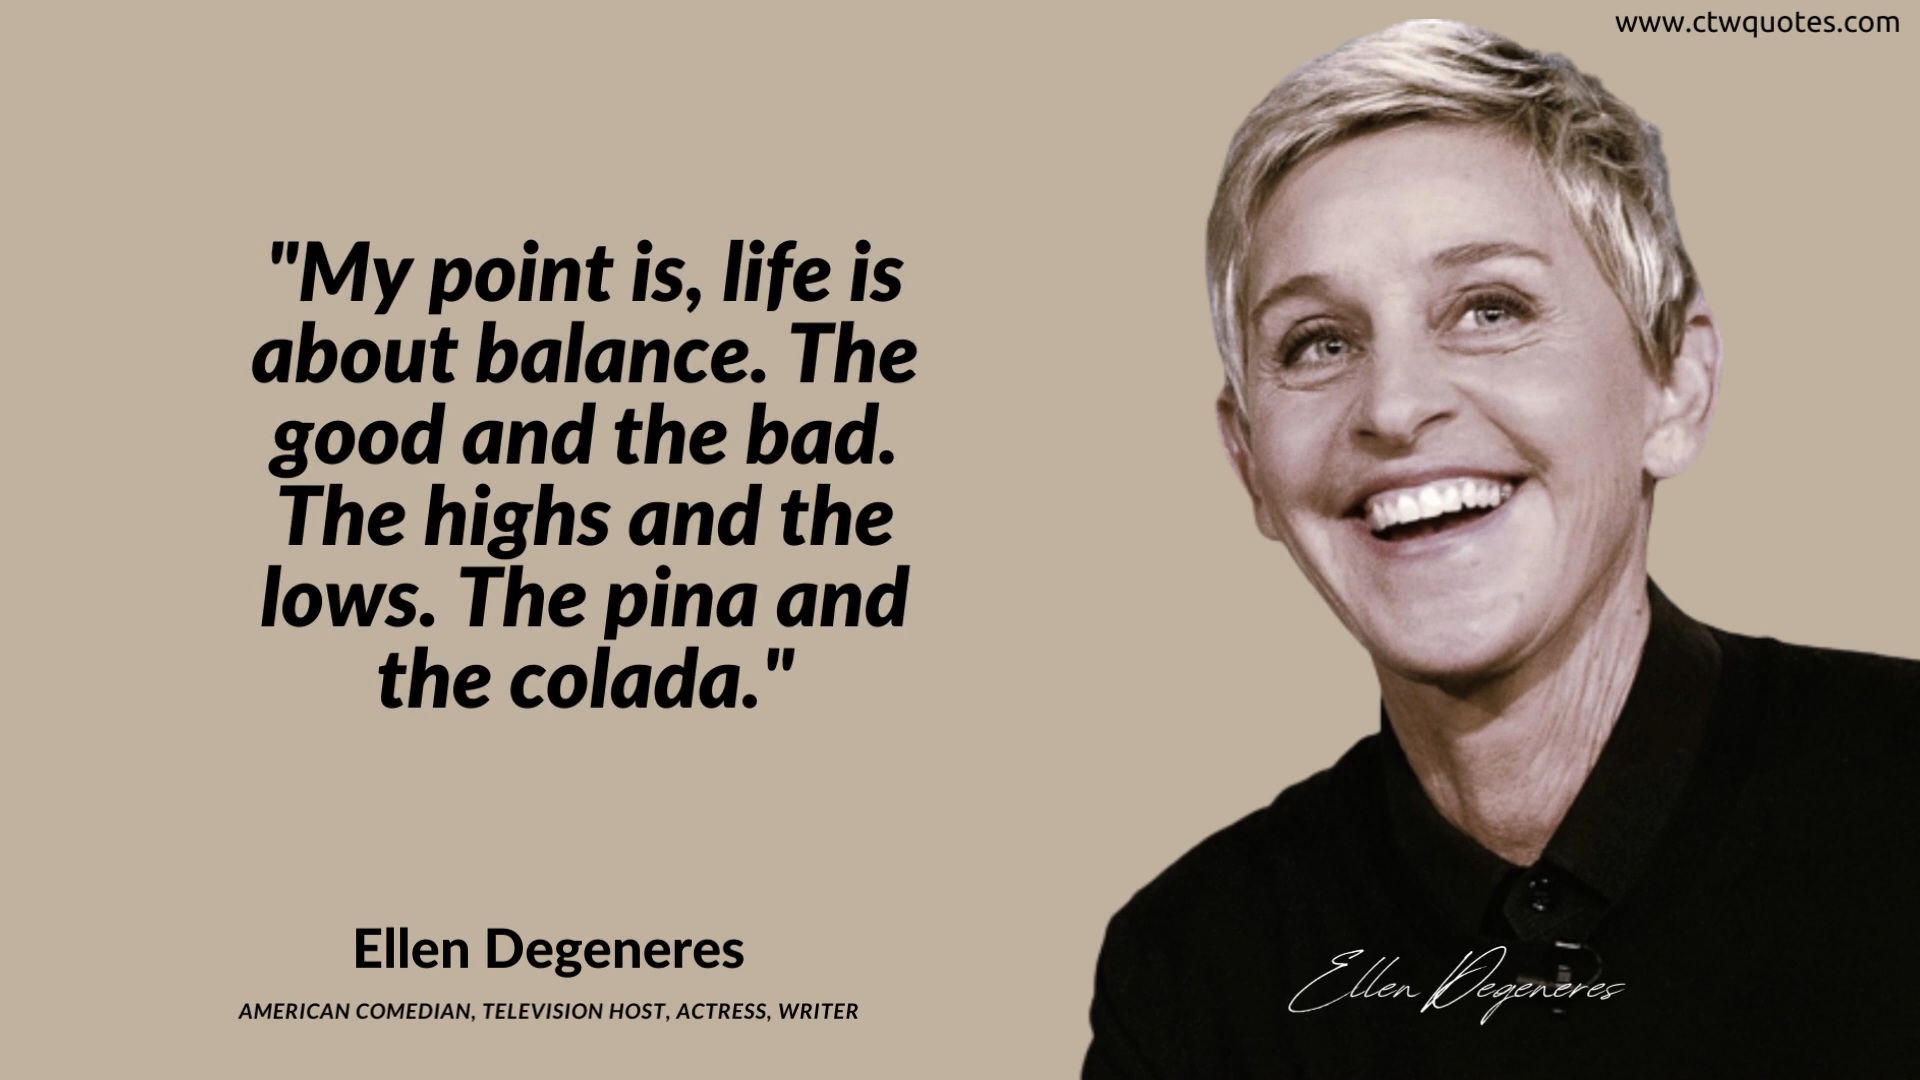 www.ctwquotes.com
"My point is, life is
about balance. The
good and the bad.
The highs and the
lows. The pina and
the colada."
Ellen Degeneres
AMERICAN COMEDIAN, TELEVISION HOST, ACTRESS, WRITER
Ellen Degeneres